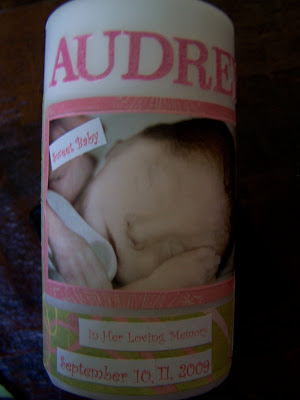 AUDRE
Sweet Baby
In Her Loving Memory
September 10, 11, 2009